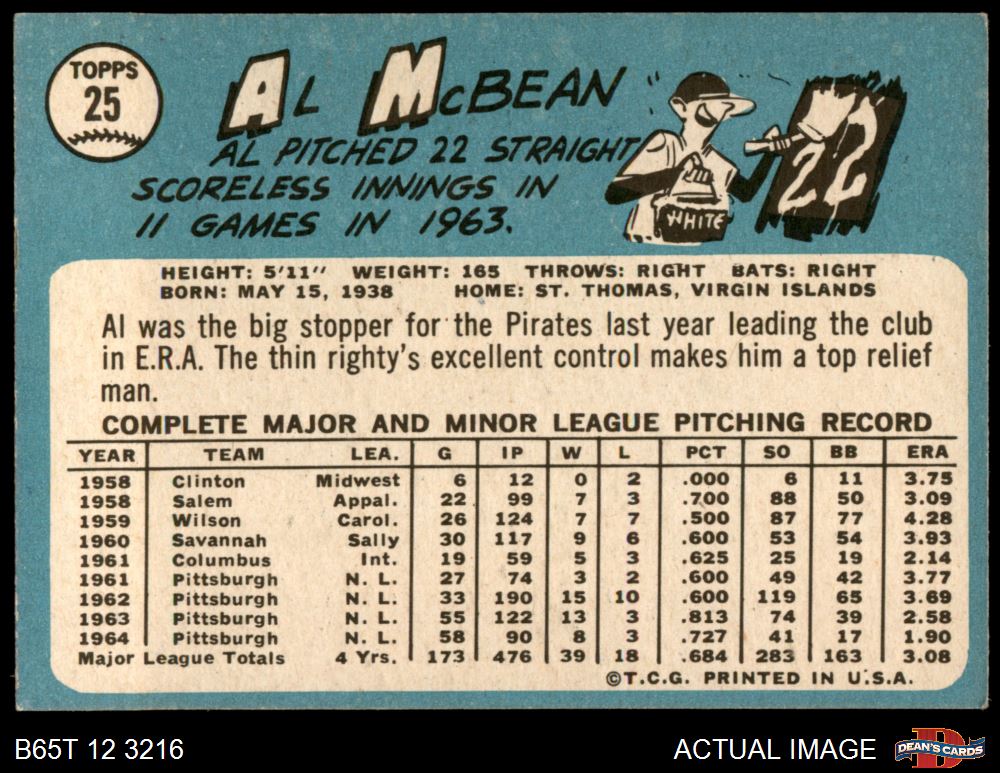 TOPPS
25
AL McBEAN
AL PITCHED 22 STRAIGHT
SCORELESS INNINGS IN
11 GAMES IN 1963.
22
WHITE
HEIGHT: 5'11" WEIGHT: 165 THROWS: RIGHT BATS: RIGHT
BORN: MAY 15, 1938 HOME: ST. THOMAS, VIRGIN ISLANDS
Al was the big stopper for the Pirates last year leading the club
in E.R.A. The thin righty's excellent control makes him a top relief
man.
COMPLETE MAJOR AND MINOR LEAGUE PITCHING RECORD
YEAR TEAM LEA. G IP W L PCT SO BB ERA
1958 Clinton Midwest 6 12 0 2 .000 6 11 3.75
1958 Salem Appal. 22 99 7 3 .700 88 50 3.09
1959 Wilson Carol. 26 124 7 7 .500 87 77 4.28
1960 Savannah Sally 30 117 9 6 .600 53 54 3.93
1961 Columbus Int. 19 59 5 3 .625 25 19 2.14
1961 Pittsburgh N. L. 27 74 3 2 .600 49 42 3.77
1962 Pittsburgh N. L. 33 190 15 10 .600 119 65 3.69
1963 Pittsburgh N. L. 55 122 13 3 .813 74 39 2.58
1964 Pittsburgh N. L. 58 90 8 3 .727 41 17 1.90
Major League Totals 4 Yrs. 173 476 39 18 .684 283 163 3.08
©T.C.G. PRINTED IN U.S.A.
B65T 12 3216
ACTUAL IMAGE
DEAN'S CARDS